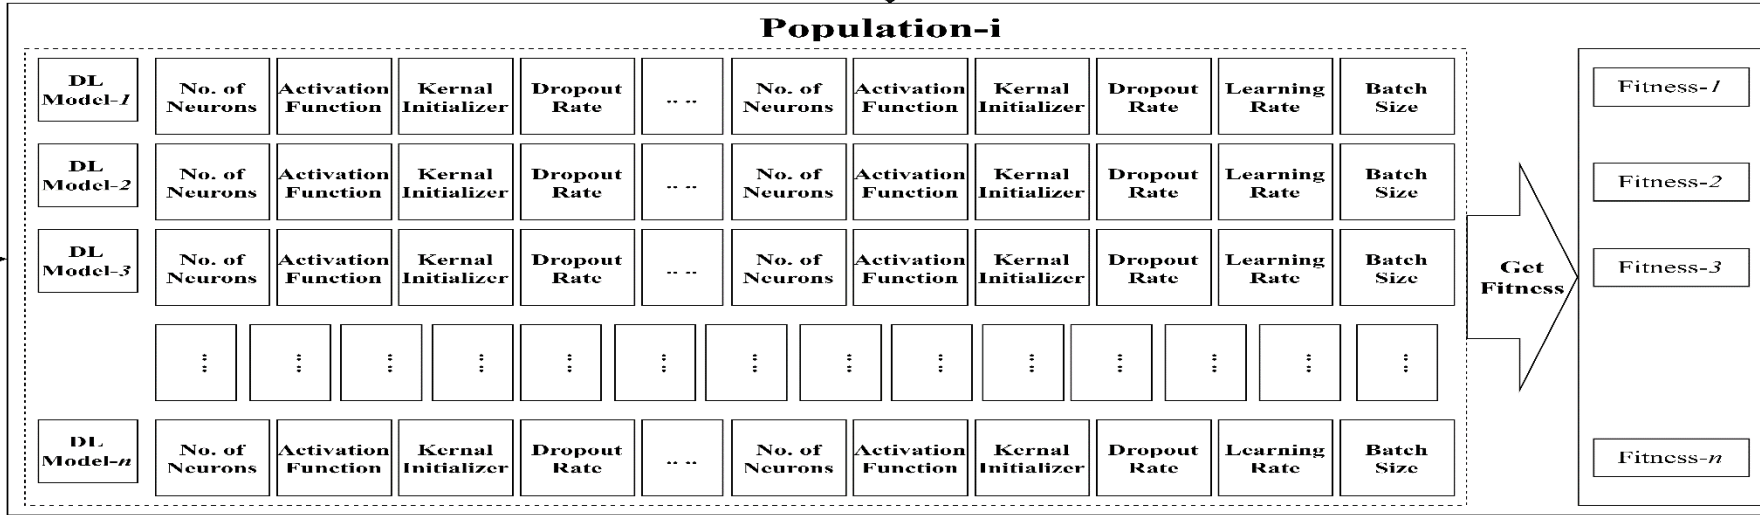 Population-i
DL
Model-1
No. of
Neurons
Activation
Function
Kernal
Initializer
Dropout
Rate
.. ..
No. of
Neurons
Activation
Function
Kernal
Initializer
Dropout
Rate
Learning
Rate
Batch
Size
Fitness-1
DL
Model-2
No. of
Neurons
Activation
Function
Kernal
Initializer
Dropout
Rate
.. ..
No. of
Neurons
Activation
Function
Kernal
Initializer
Dropout
Rate
Learning
Rate
Batch
Size
Fitness-2
DL
Model-3
No. of
Neurons
Activation
Function
Kernal
Initializer
Dropout
Rate
.. ..
No. of
Neurons
Activation
Function
Kernal
Initializer
Dropout
Rate
Learning
Rate
Batch
Size
Get
Fitness
Fitness-3
DL
Model-n
No. of
Neurons
Activation
Function
Kernal
Initializer
Dropout
Rate
.. ..
No. of
Neurons
Activation
Function
Kernal
Initializer
Dropout
Rate
Learning
Rate
Batch
Size
Fitness-n